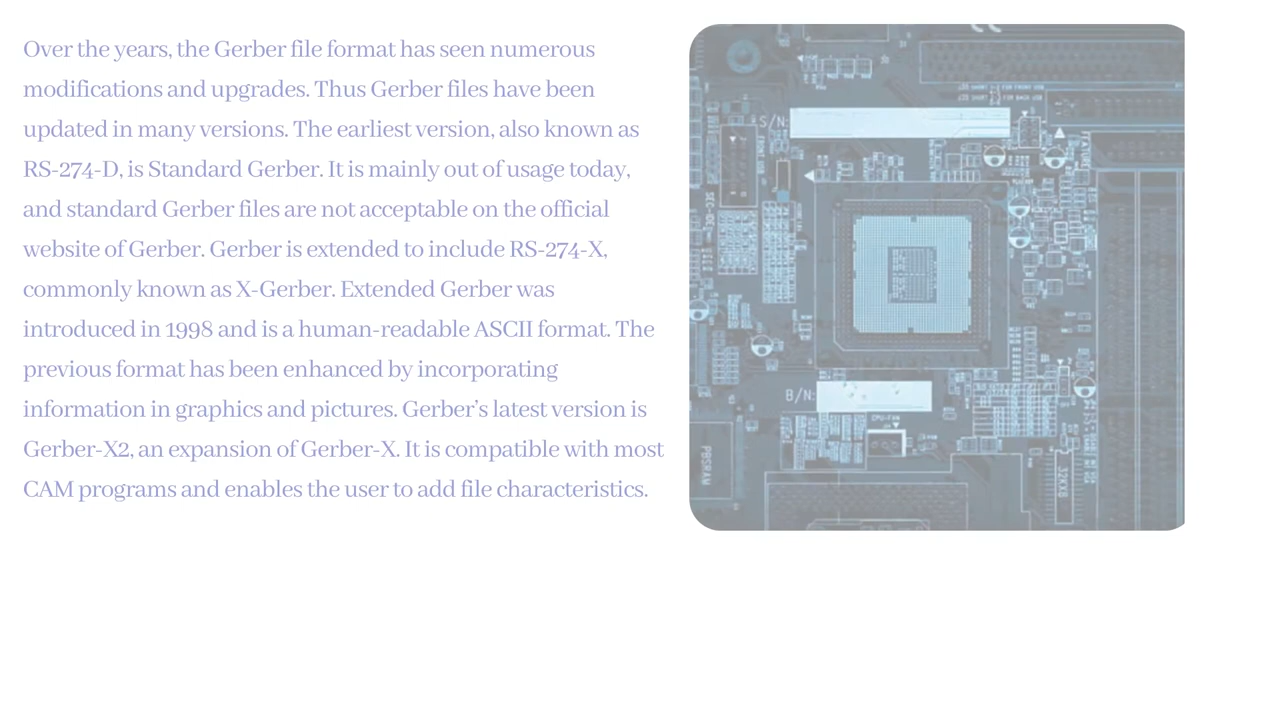 Over the years, the Gerber file format has seen numerous
modifications and upgrades. Thus Gerber files have been
updated in many versions. The earliest version, also known as
RS-274-D, is Standard Gerber. It is mainly out of usage today,
and standard Gerber files are not acceptable on the official
website of Gerber. Gerber is extended to include RS-274-X,
commonly known as X-Gerber. Extended Gerber was
introduced in 1998 and is a human-readable ASCII format. The
previous format has been enhanced by incorporating
information in graphics and pictures. Gerber’s latest version is
Gerber-X2, an expansion of Gerber-X. It is compatible with most
CAM programs and enables the user to add file characteristics.
S/N:
B/N:
CPU-FAN
PBSRAM
32KX8